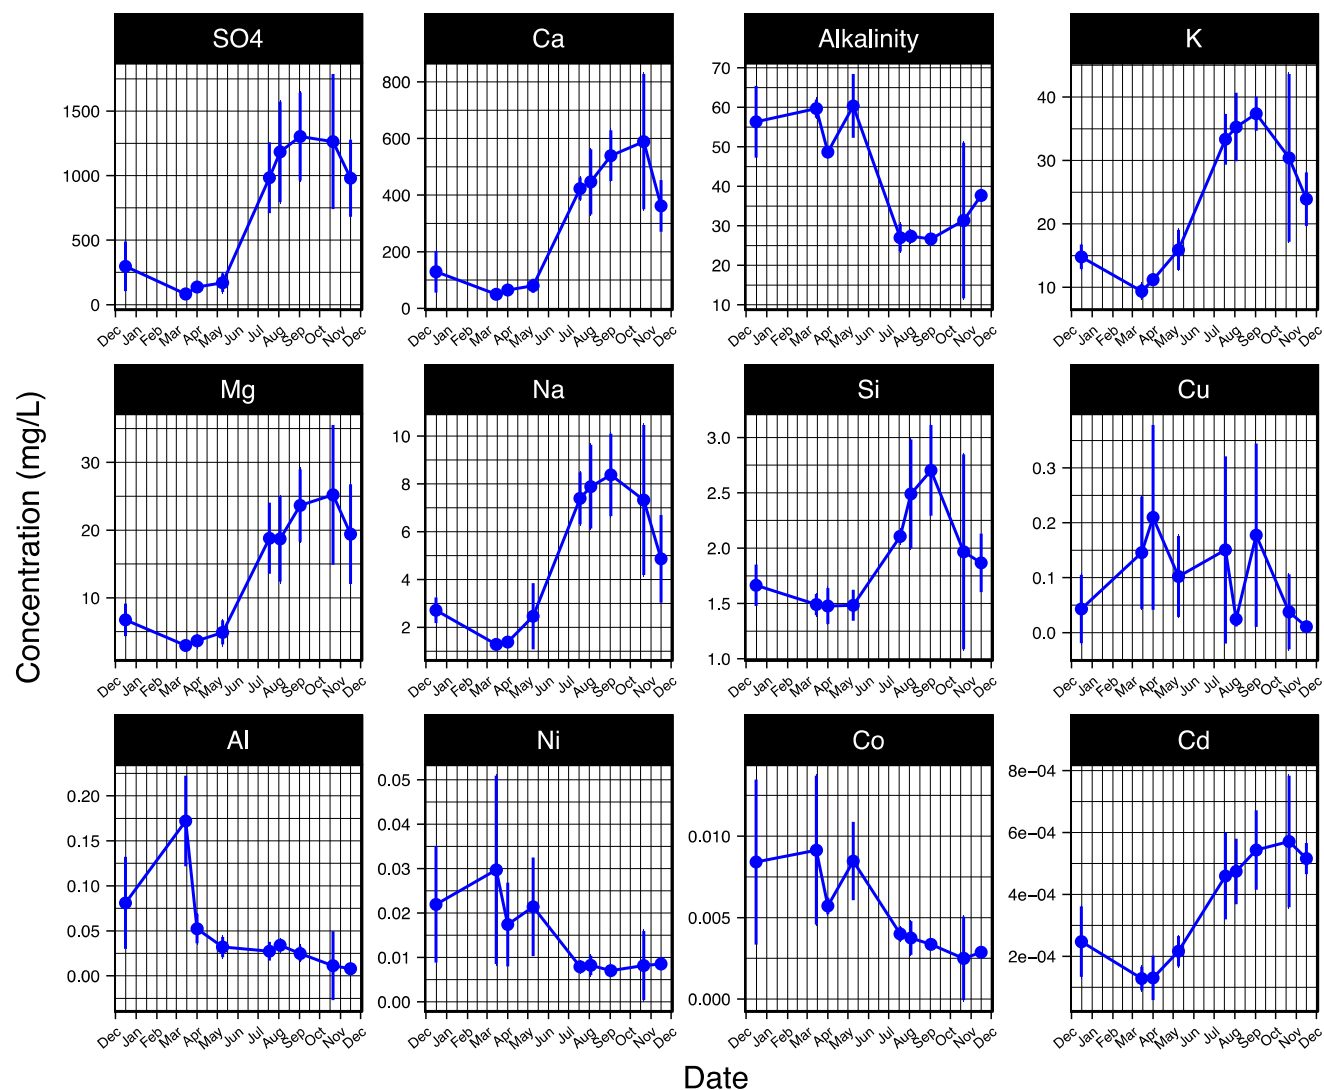 SO4 Ca Alkalinity K
1500
1000
500
0
800
600
400
200
0
70
60
50
40
30
20
10
40
30
20
10
Dec Jan Feb Mar Apr May Jun Jul Aug Sep Oct Nov Dec
Dec Jan Feb Mar Apr May Jun Jul Aug Sep Oct Nov Dec
Dec Jan Feb Mar Apr May Jun Jul Aug Sep Oct Nov Dec
Dec Jan Feb Mar Apr May Jun Jul Aug Sep Oct Nov Dec
Concentration (mg/L)
Mg Na Si Cu
30
20
10
10
8
6
4
2
3.0
2.5
2.0
1.5
1.0
0.3
0.2
0.1
0.0
Dec Jan Feb Mar Apr May Jun Jul Aug Sep Oct Nov Dec
Dec Jan Feb Mar Apr May Jun Jul Aug Sep Oct Nov Dec
Dec Jan Feb Mar Apr May Jun Jul Aug Sep Oct Nov Dec
Dec Jan Feb Mar Apr May Jun Jul Aug Sep Oct Nov Dec
Al Ni Co Cd
0.20
0.15
0.10
0.05
0.00
0.05
0.04
0.03
0.02
0.01
0.00
0.010
0.005
0.000
8e−04
6e−04
4e−04
2e−04
Dec Jan Feb Mar Apr May Jun Jul Aug Sep Oct Nov Dec
Dec Jan Feb Mar Apr May Jun Jul Aug Sep Oct Nov Dec
Dec Jan Feb Mar Apr May Jun Jul Aug Sep Oct Nov Dec
Dec Jan Feb Mar Apr May Jun Jul Aug Sep Oct Nov Dec
Date